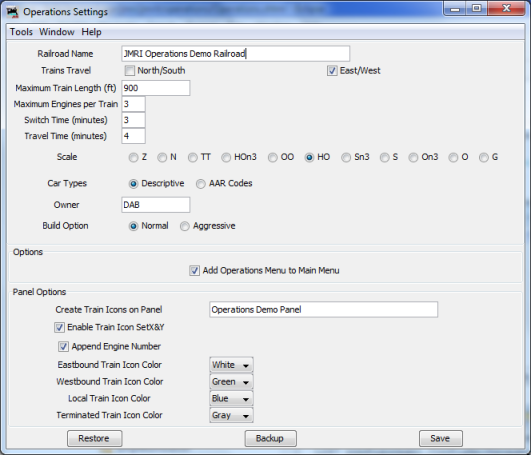 Operations Settings
Tools Window Help
Railroad Name JMRI Operations Demo Railroad
Trains Travel North/South East/West
Maximum Train Length (ft) 900
Maximum Engines per Train 3
Switch Time (minutes) 3
Travel Time (minutes) 4
Scale Z N TT HOn3 OO HO Sn3 S On3 O G
Car Types Descriptive AAR Codes
Owner DAB
Build Option Normal Aggressive
Options
Add Operations Menu to Main Menu
Panel Options
Create Train Icons on Panel Operations Demo Panel
Enable Train Icon SetX&Y
Append Engine Number
Eastbound Train Icon Color White
Westbound Train Icon Color Green
Local Train Icon Color Blue
Terminated Train Icon Color Gray
Restore Backup Save